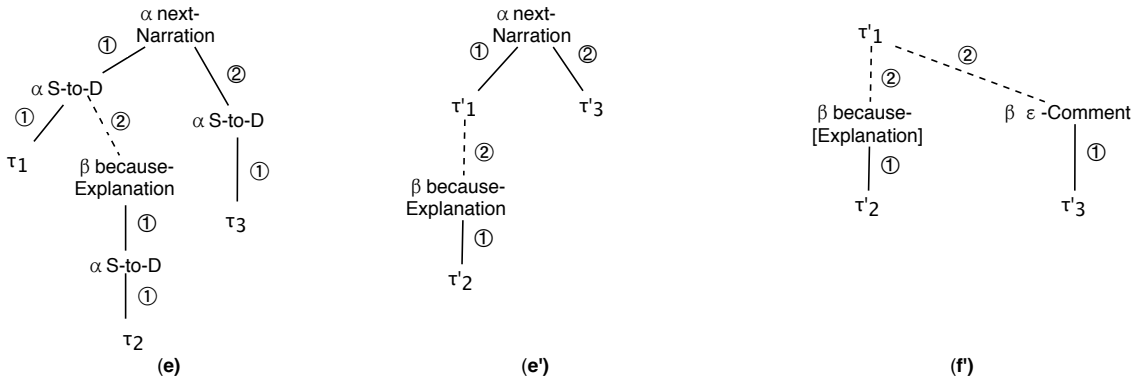 α next-
Narration
①
②
α S-to-D
①
②
α S-to-D
τ1
β because-
Explanation
①
①
τ3
α S-to-D
①
τ2
(e)
α next-
Narration
①
②
τ'1
τ'3
②
β because-
Explanation
①
τ'2
(e')
τ'1
②
②
β because-
[Explanation]
β ε -Comment
①
①
τ'2
τ'3
(f')